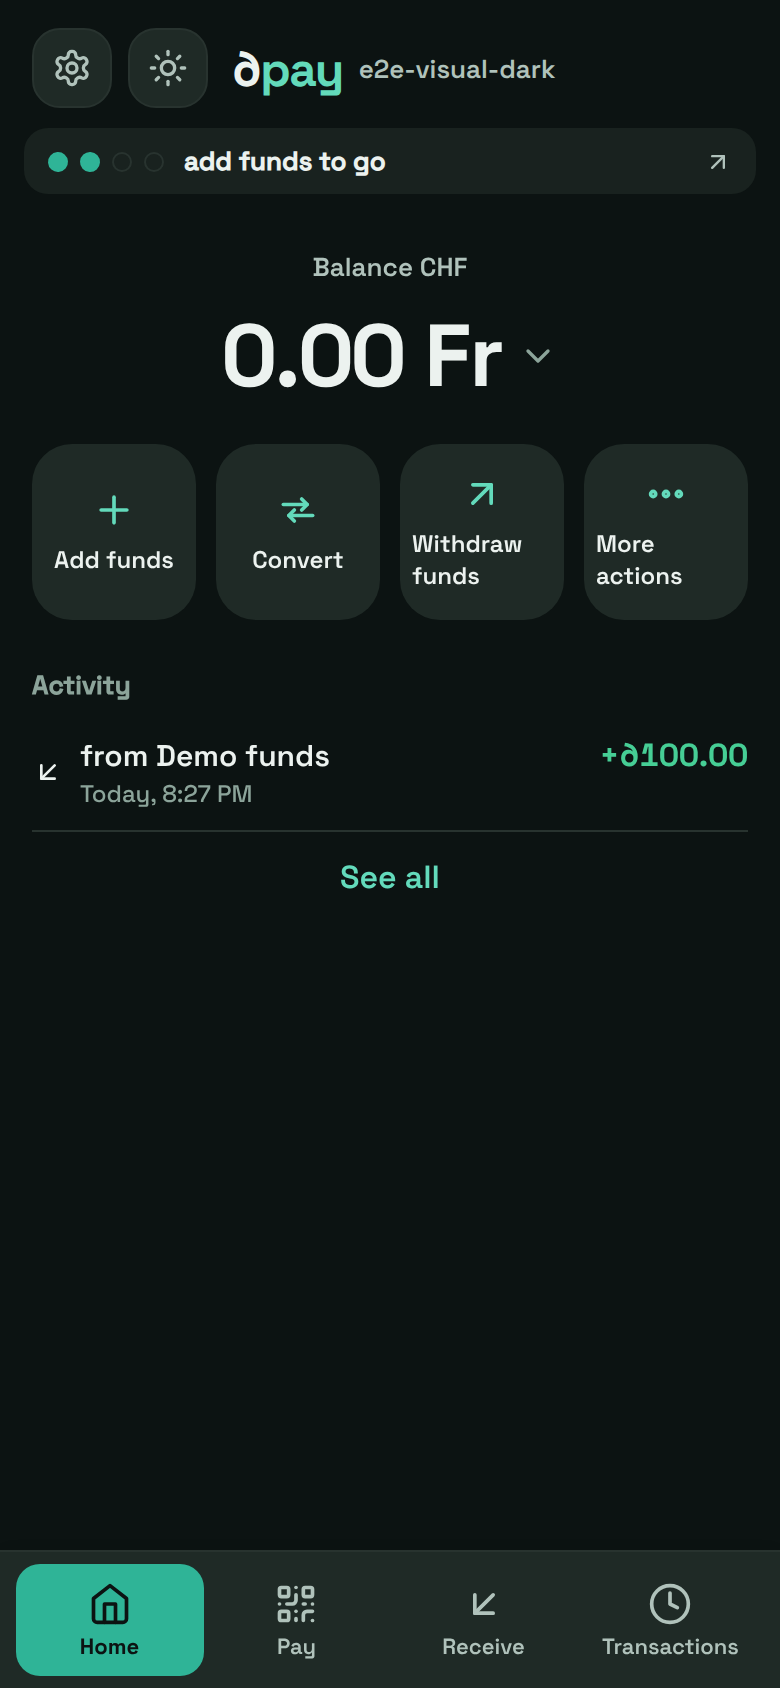 ∂pay e2e-visual-dark
add funds to go
Balance CHF
0.00 Fr
Add funds
Convert
Withdraw
funds
More
actions
Activity
from Demo funds
+∂100.00
Today, 8:27 PM
See all
Home
Pay
Receive
Transactions